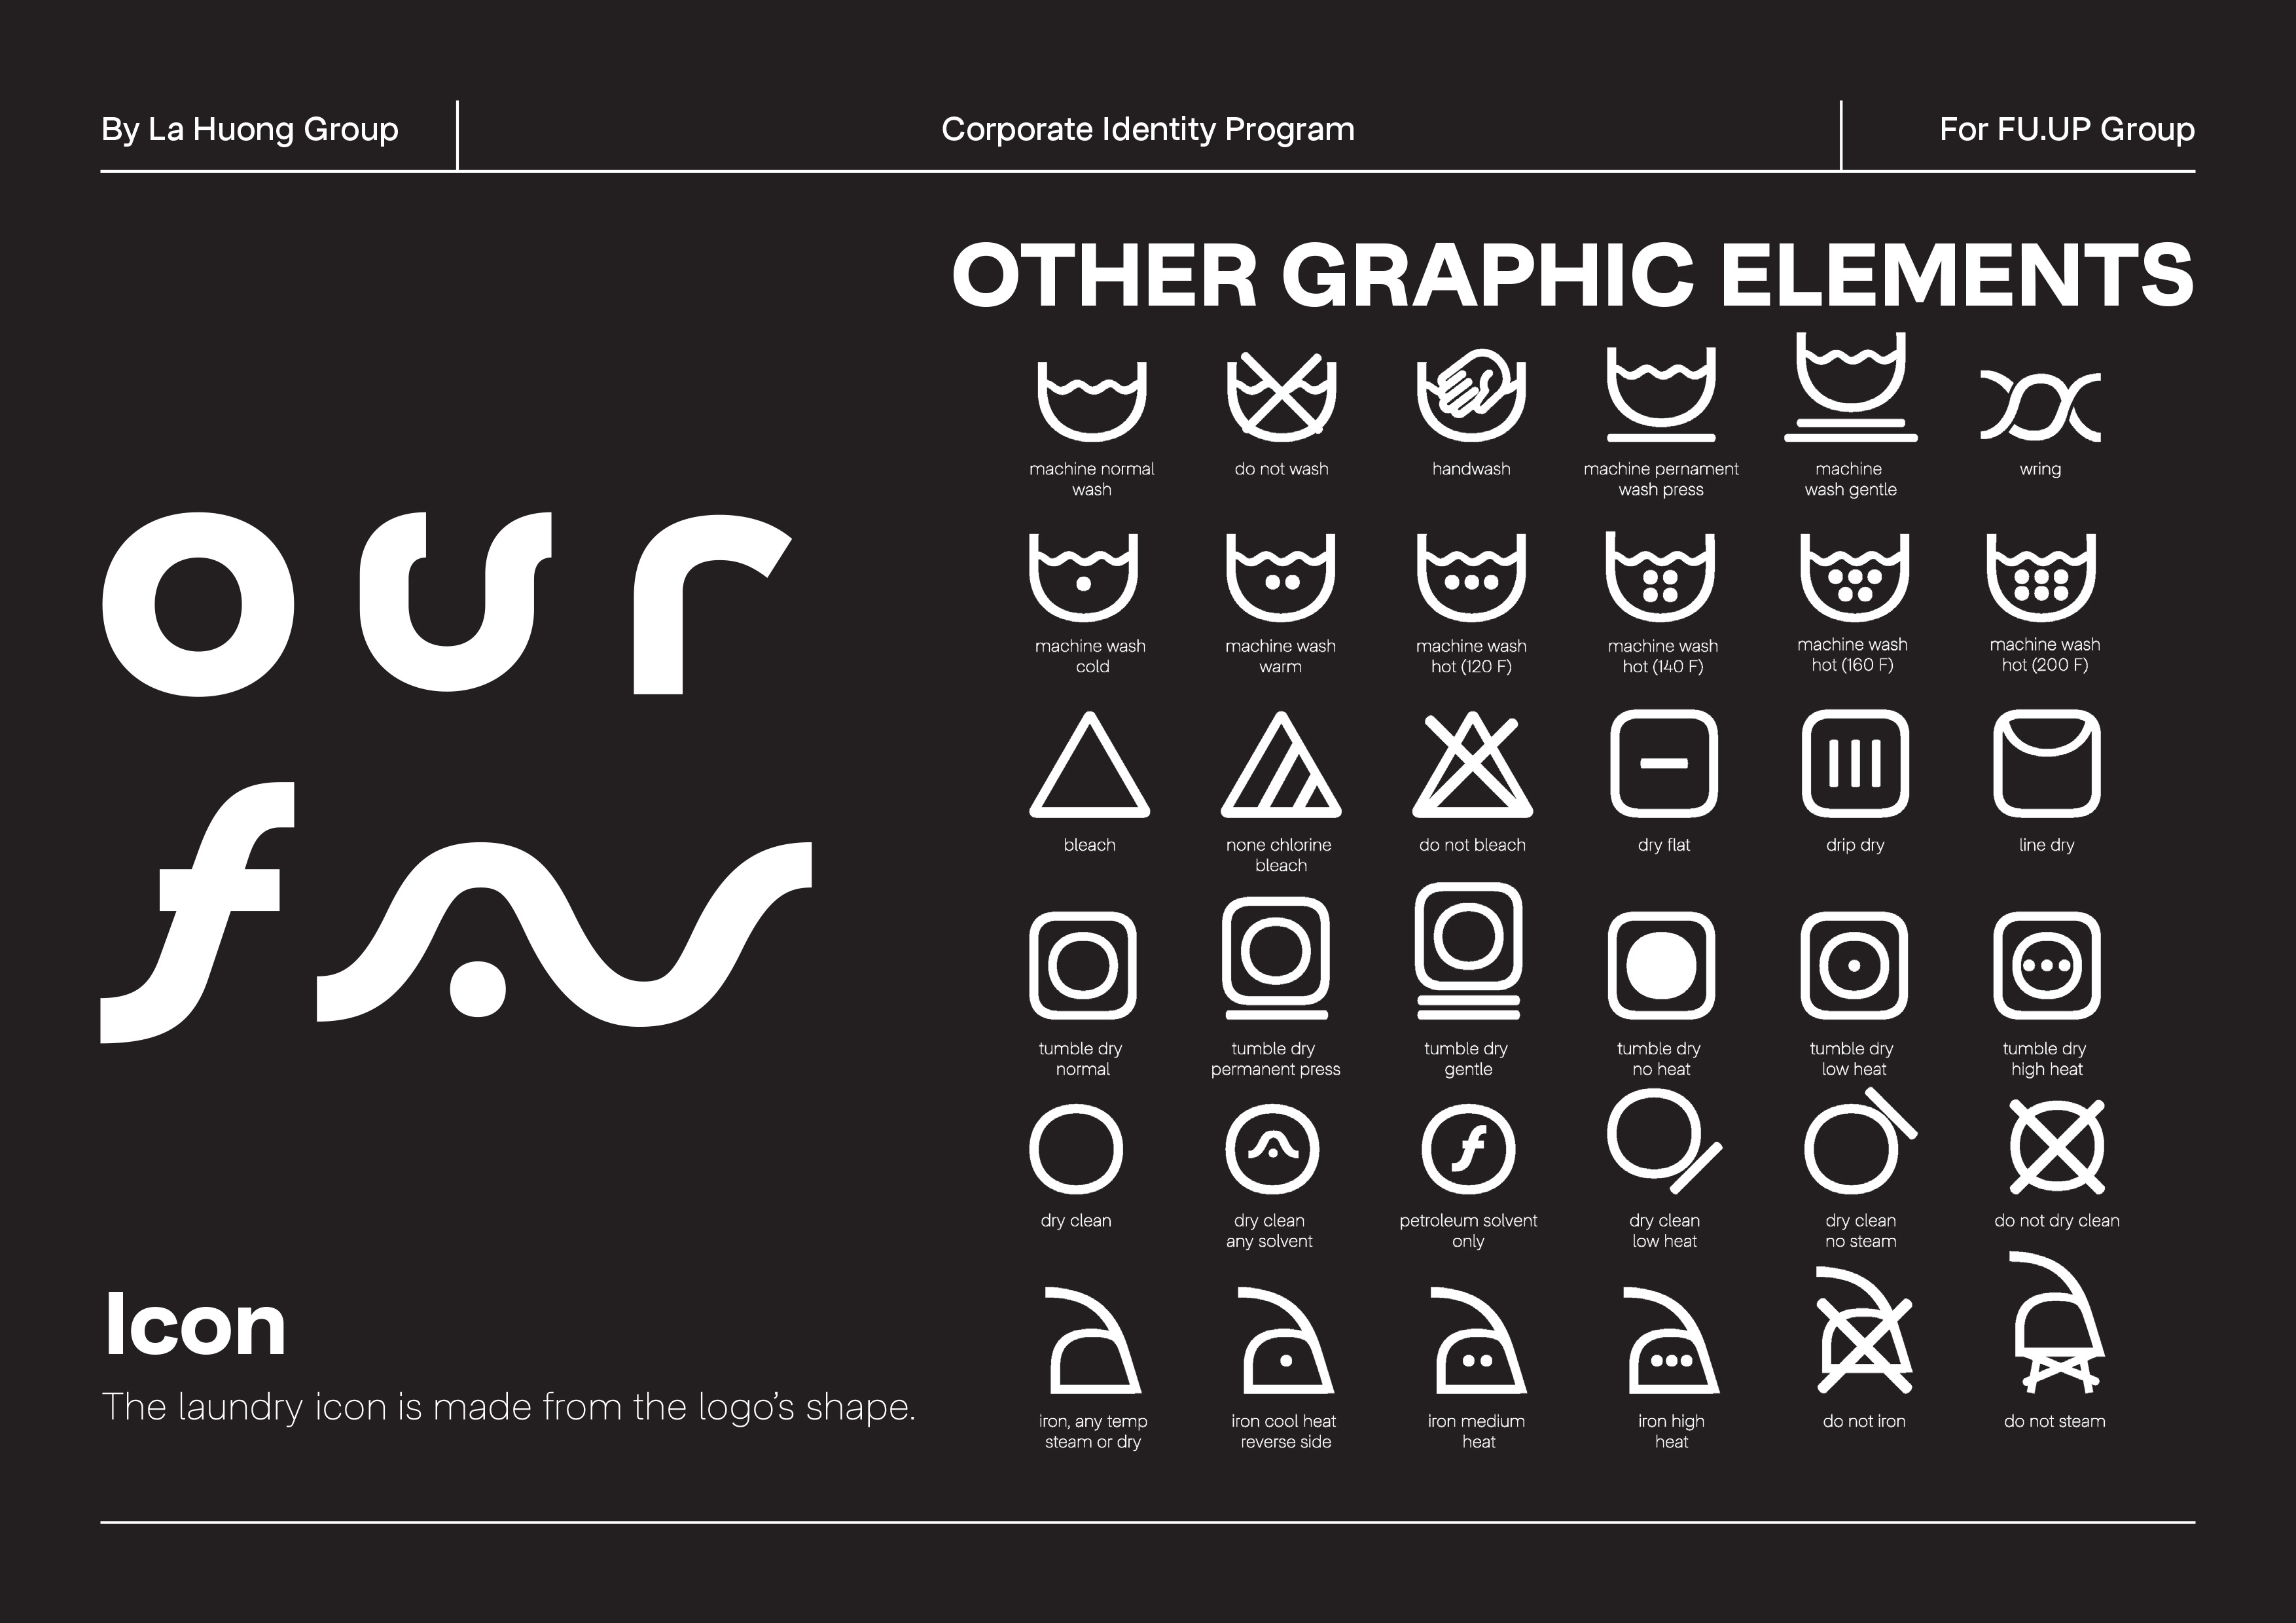 By La Huong Group
Corporate Identity Program
For FU.UP Group
OTHER GRAPHIC ELEMENTS
our
machine normal
wash
do not wash
handwash
machine pernament
wash press
machine
wash gentle
wring
machine wash
cold
machine wash
warm
machine wash
hot (120 F)
machine wash
hot (140 F)
machine wash
hot (160 F)
machine wash
hot (200 F)
bleach
none chlorine
bleach
do not bleach
dry flat
drip dry
line dry
tumble dry
normal
tumble dry
permanent press
tumble dry
gentle
tumble dry
no heat
tumble dry
low heat
tumble dry
high heat
dry clean
dry clean
any solvent
f
petroleum solvent
only
dry clean
low heat
dry clean
no steam
do not dry clean
iron, any temp
steam or dry
iron cool heat
reverse side
iron medium
heat
iron high
heat
do not iron
do not steam
Icon
The laundry icon is made from the logo's shape.